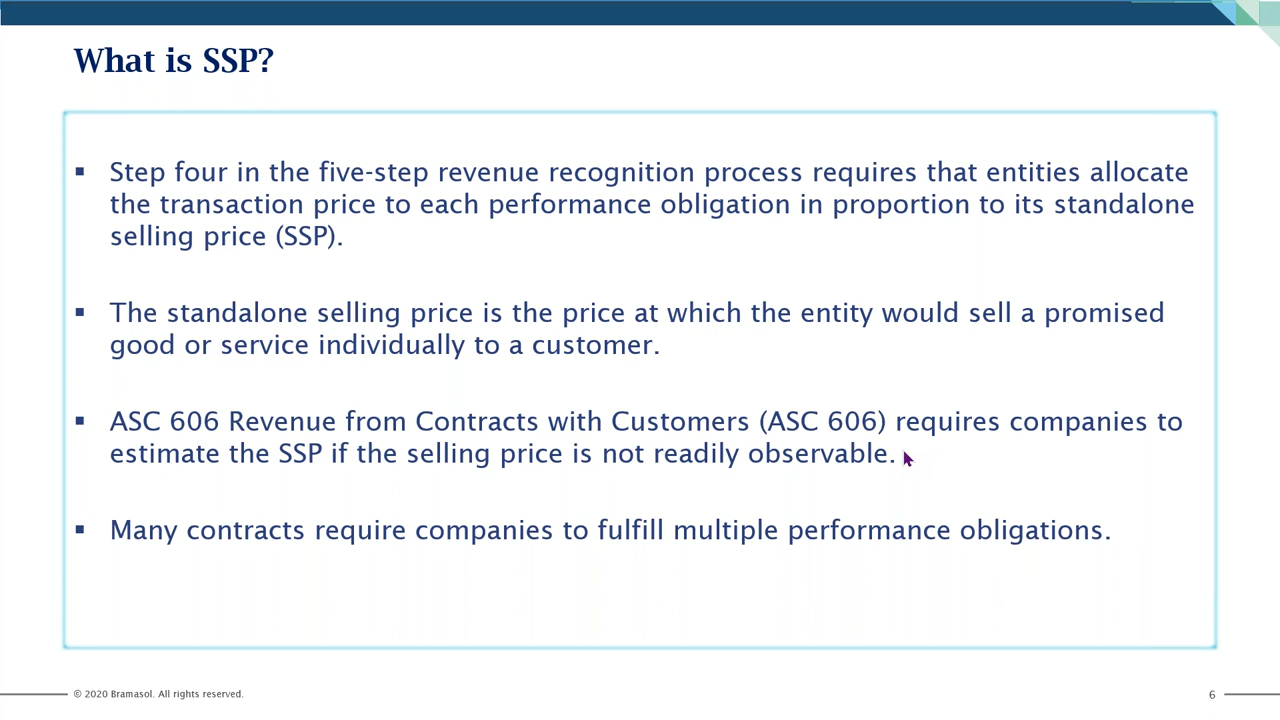 What is SSP?
▪ Step four in the five-step revenue recognition process requires that entities allocate
the transaction price to each performance obligation in proportion to its standalone
selling price (SSP).
▪ The standalone selling price is the price at which the entity would sell a promised
good or service individually to a customer.
▪ ASC 606 Revenue from Contracts with Customers (ASC 606) requires companies to
estimate the SSP if the selling price is not readily observable.
▪ Many contracts require companies to fulfill multiple performance obligations.
© 2020 Bramasol. All rights reserved.
6